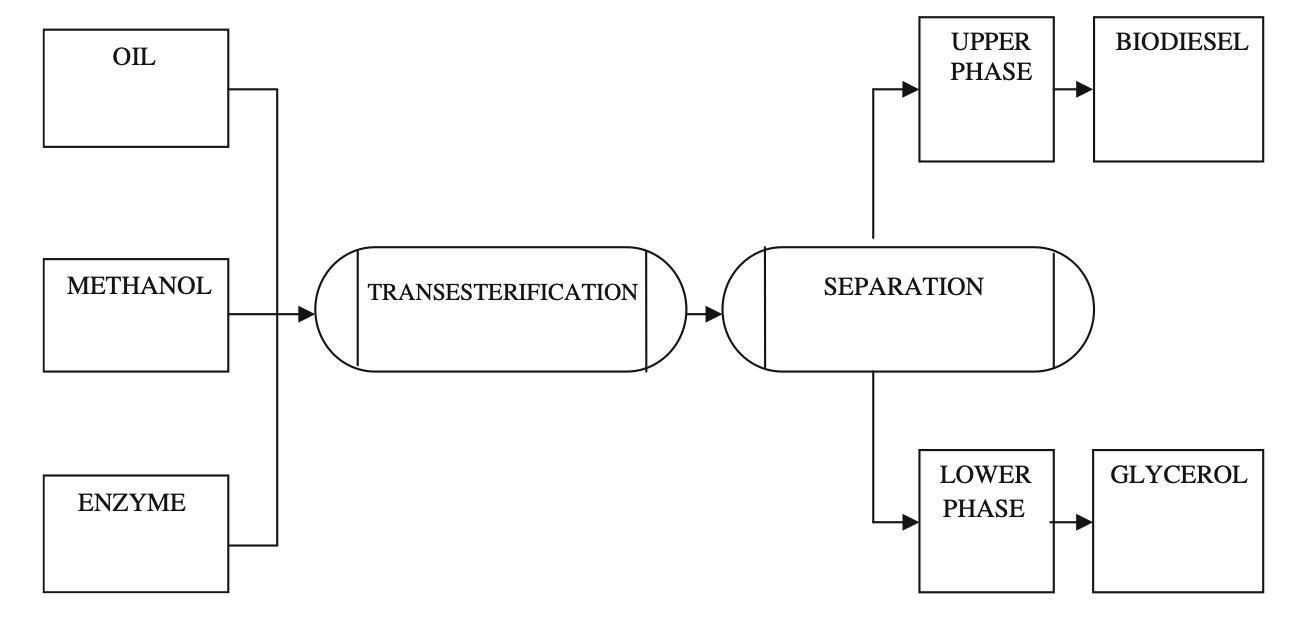 OIL
METHANOL
ENZYME
TRANSESTERIFICATION
SEPARATION
UPPER
PHASE
BIODIESEL
LOWER
PHASE
GLYCEROL